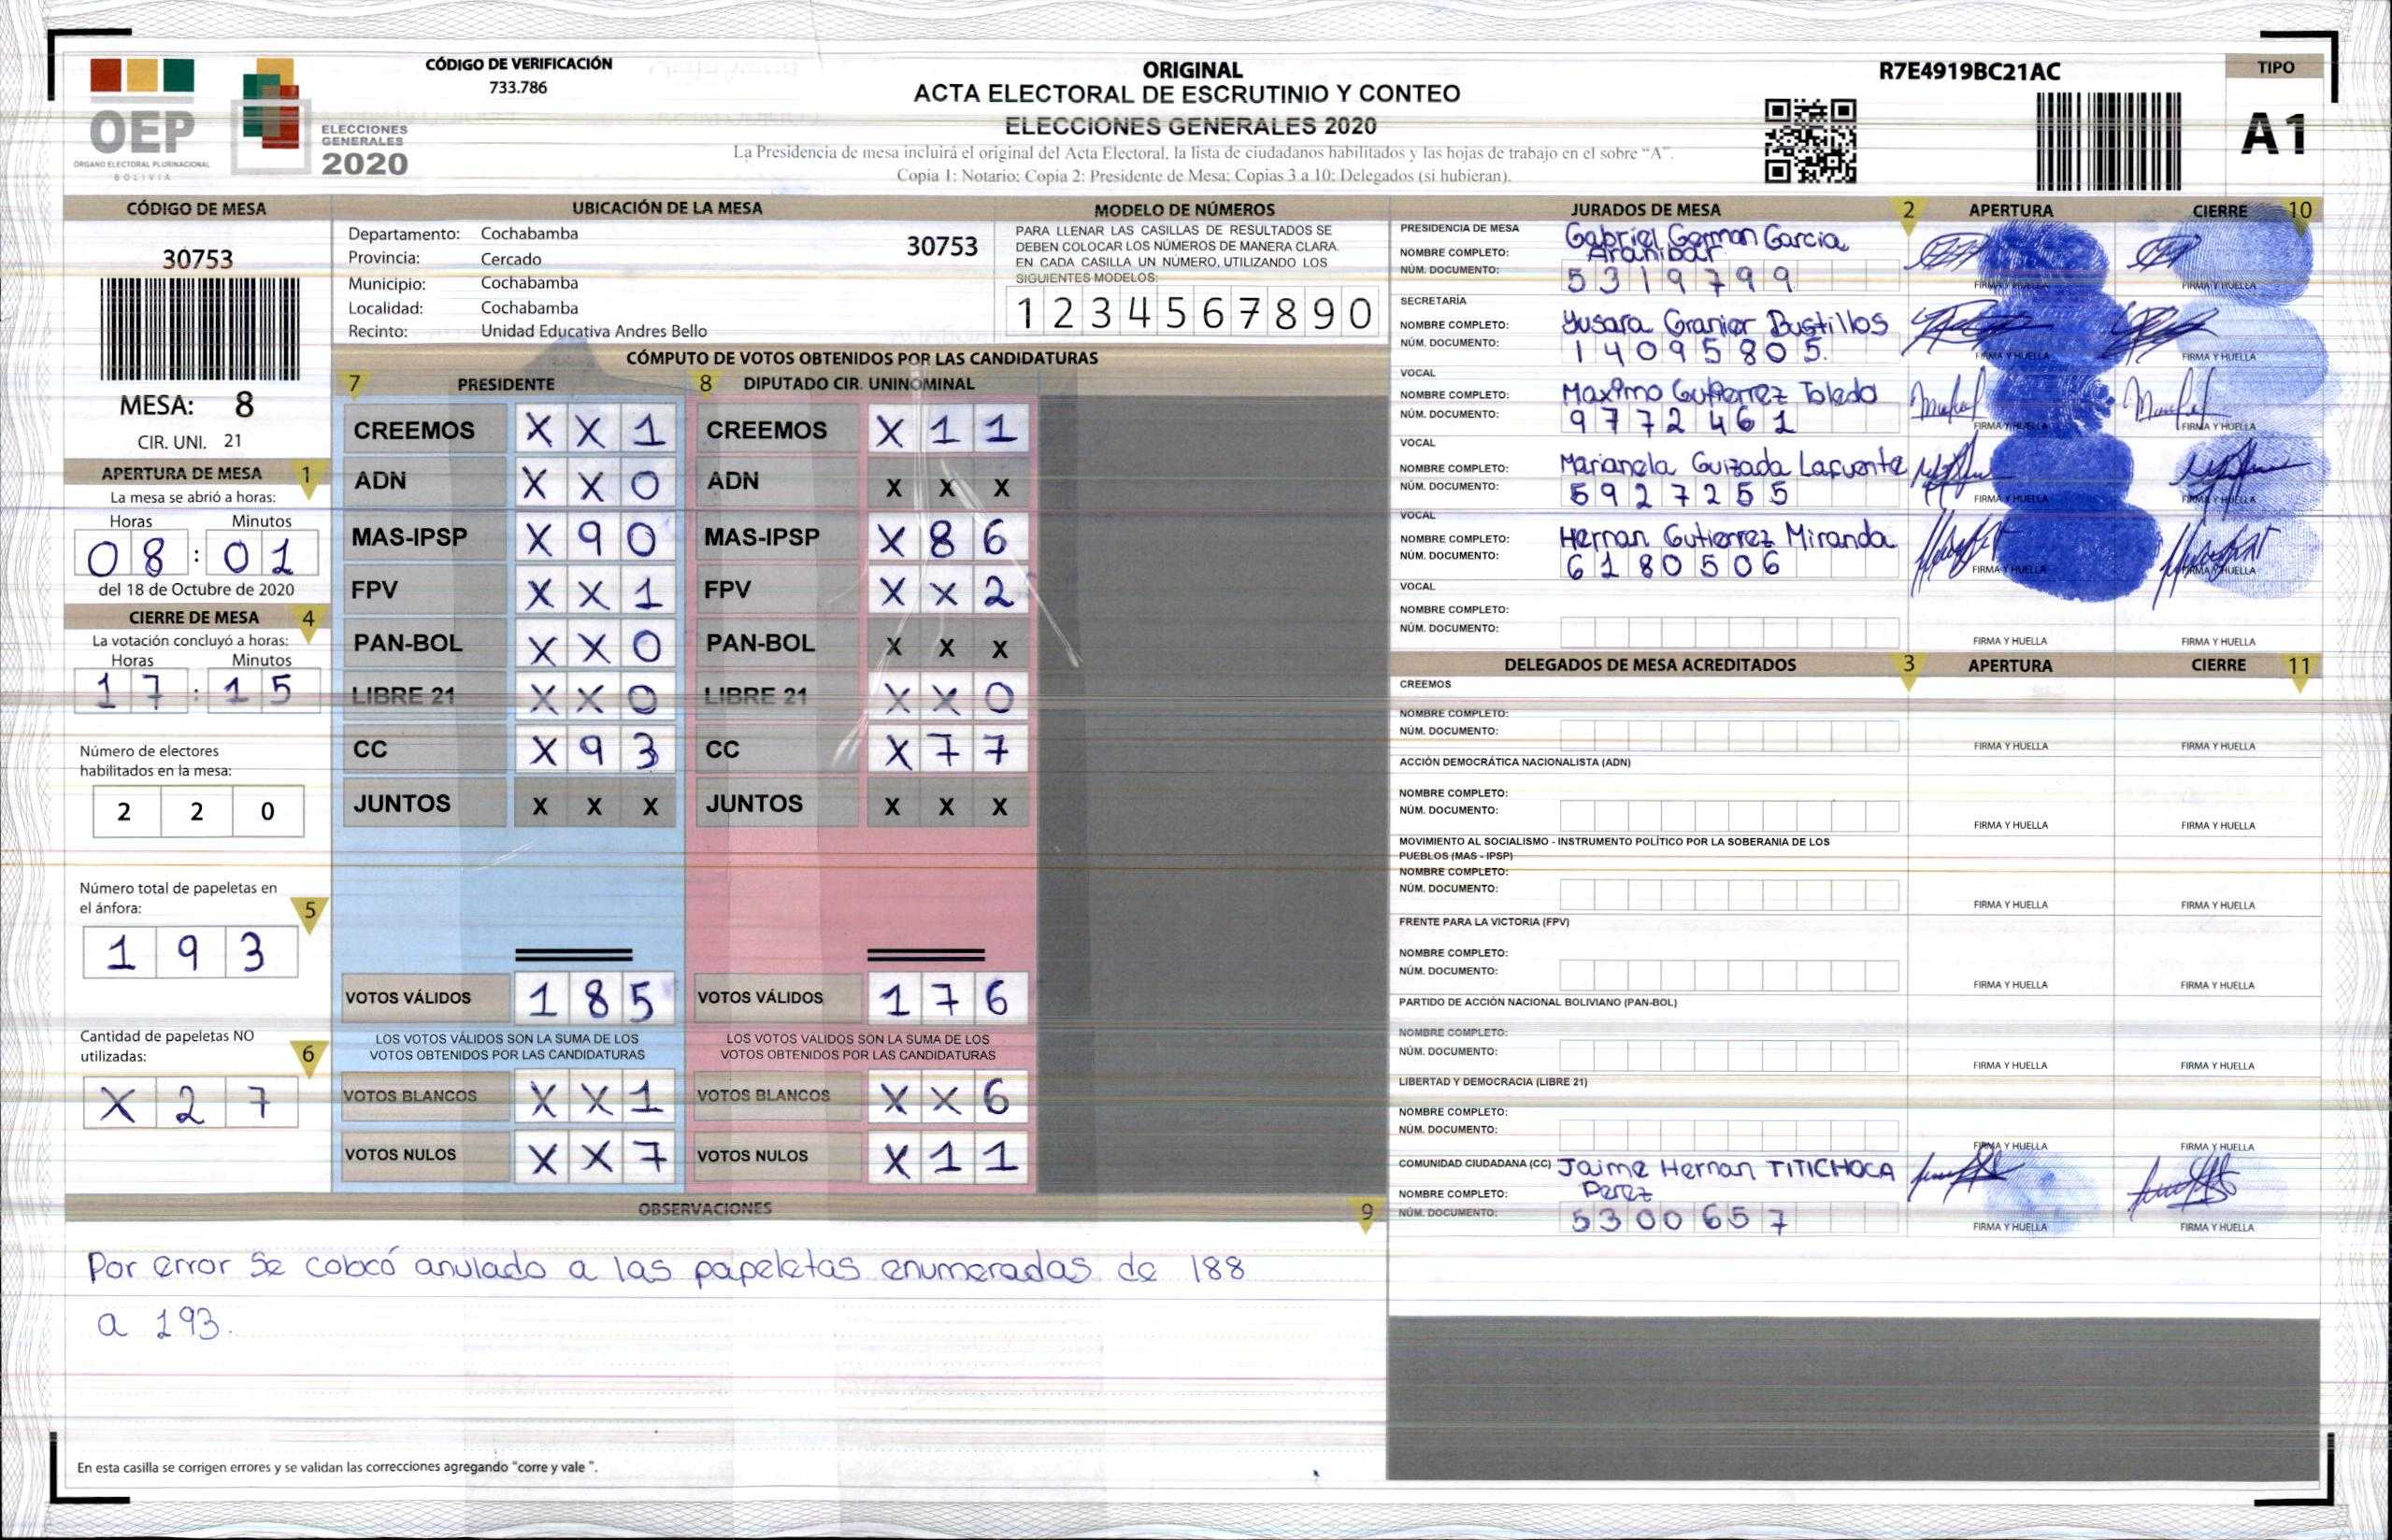 OEP
ÓRGANO ELECTORAL PLURINACIONAL
BOLIVIA
ELECCIONES
GENERALES
2020
CÓDIGO DE VERIFICACIÓN
733.786
ORIGINAL
ACTA ELECTORAL DE ESCRUTINIO Y CONTEO
ELECCIONES GENERALES 2020
La Presidencia de mesa incluirá el original del Acta Electoral, la lista de ciudadanos habilitados y las hojas de trabajo en el sobre “A”.
Copia 1: Notario; Copia 2: Presidente de Mesa; Copias 3 a 10: Delegados (si hubieran).
R7E4919BC21AC
TIPO
A1
CÓDIGO DE MESA
30753
MESA: 8
CIR. UNI. 21
APERTURA DE MESA 1
La mesa se abrió a horas:
Horas Minutos
08 : 01
del 18 de Octubre de 2020
CIERRE DE MESA 4
La votación concluyó a horas:
Horas Minutos
17 : 15
Número de electores
habilitados en la mesa:
2 2 0
Número total de papeletas en
el ánfora: 5
1 9 3
Cantidad de papeletas NO
utilizadas: 6
X 2 7
UBICACIÓN DE LA MESA
Departamento: Cochabamba
Provincia: Cercado
Municipio: Cochabamba
Localidad: Cochabamba
Recinto: Unidad Educativa Andres Bello
30753
MODELO DE NÚMEROS
PARA LLENAR LAS CASILLAS DE RESULTADOS SE
DEBEN COLOCAR LOS NÚMEROS DE MANERA CLARA.
EN CADA CASILLA UN NÚMERO, UTILIZANDO LOS
SIGUIENTES MODELOS:
1 2 3 4 5 6 7 8 9 0
CÓMPUTO DE VOTOS OBTENIDOS POR LAS CANDIDATURAS
7 PRESIDENTE 8 DIPUTADO CIR. UNINOMINAL
CREEMOS X X 1 CREEMOS X 1 1
ADN X X 0 ADN X X X
MAS-IPSP X 9 0 MAS-IPSP X 8 6
FPV X X 1 FPV X X 2
PAN-BOL X X 0 PAN-BOL X X X
LIBRE 21 X X 0 LIBRE 21 X X 0
CC X 9 3 CC X 7 7
JUNTOS X X X JUNTOS X X X
VOTOS VÁLIDOS 1 8 5 VOTOS VÁLIDOS 1 7 6
LOS VOTOS VÁLIDOS SON LA SUMA DE LOS LOS VOTOS VÁLIDOS SON LA SUMA DE LOS
VOTOS OBTENIDOS POR LAS CANDIDATURAS VOTOS OBTENIDOS POR LAS CANDIDATURAS
VOTOS BLANCOS X X 1 VOTOS BLANCOS X X 6
VOTOS NULOS X X 7 VOTOS NULOS X 1 1
OBSERVACIONES 9
Por error se colocó anulado a las papeletas enumeradas de 188
a 193.
En esta casilla se corrigen errores y se validan las correcciones agregando "corre y vale ".
JURADOS DE MESA 2 APERTURA CIERRE 10
PRESIDENCIA DE MESA
NOMBRE COMPLETO: Gabriel German Garcia
Aranibar
NÚM. DOCUMENTO: 5319799
FIRMA Y HUELLA FIRMA Y HUELLA
SECRETARÍA
NOMBRE COMPLETO: Yusara Granier Bustillos
NÚM. DOCUMENTO: 14095805.
FIRMA Y HUELLA FIRMA Y HUELLA
VOCAL
NOMBRE COMPLETO: Maximo Gutierrez Toledo
NÚM. DOCUMENTO: 9772461
FIRMA Y HUELLA FIRMA Y HUELLA
VOCAL
NOMBRE COMPLETO: Marianela Guizada Lafuente
NÚM. DOCUMENTO: 5927255
FIRMA Y HUELLA FIRMA Y HUELLA
VOCAL
NOMBRE COMPLETO: Hernan Gutierrez Miranda
NÚM. DOCUMENTO: 6180506
FIRMA Y HUELLA FIRMA Y HUELLA
VOCAL
NOMBRE COMPLETO:
NÚM. DOCUMENTO:
FIRMA Y HUELLA FIRMA Y HUELLA
DELEGADOS DE MESA ACREDITADOS 3 APERTURA CIERRE 11
CREEMOS
NOMBRE COMPLETO:
NÚM. DOCUMENTO:
FIRMA Y HUELLA FIRMA Y HUELLA
ACCIÓN DEMOCRÁTICA NACIONALISTA (ADN)
NOMBRE COMPLETO:
NÚM. DOCUMENTO:
FIRMA Y HUELLA FIRMA Y HUELLA
MOVIMIENTO AL SOCIALISMO - INSTRUMENTO POLÍTICO POR LA SOBERANIA DE LOS
PUEBLOS (MAS - IPSP)
NOMBRE COMPLETO:
NÚM. DOCUMENTO:
FIRMA Y HUELLA FIRMA Y HUELLA
FRENTE PARA LA VICTORIA (FPV)
NOMBRE COMPLETO:
NÚM. DOCUMENTO:
FIRMA Y HUELLA FIRMA Y HUELLA
PARTIDO DE ACCIÓN NACIONAL BOLIVIANO (PAN-BOL)
NOMBRE COMPLETO:
NÚM. DOCUMENTO:
FIRMA Y HUELLA FIRMA Y HUELLA
LIBERTAD Y DEMOCRACIA (LIBRE 21)
NOMBRE COMPLETO:
NÚM. DOCUMENTO:
FIRMA Y HUELLA FIRMA Y HUELLA
COMUNIDAD CIUDADANA (CC) Jaime Hernan TITICHOCA
NOMBRE COMPLETO: Perez
NÚM. DOCUMENTO: 5300657
FIRMA Y HUELLA FIRMA Y HUELLA